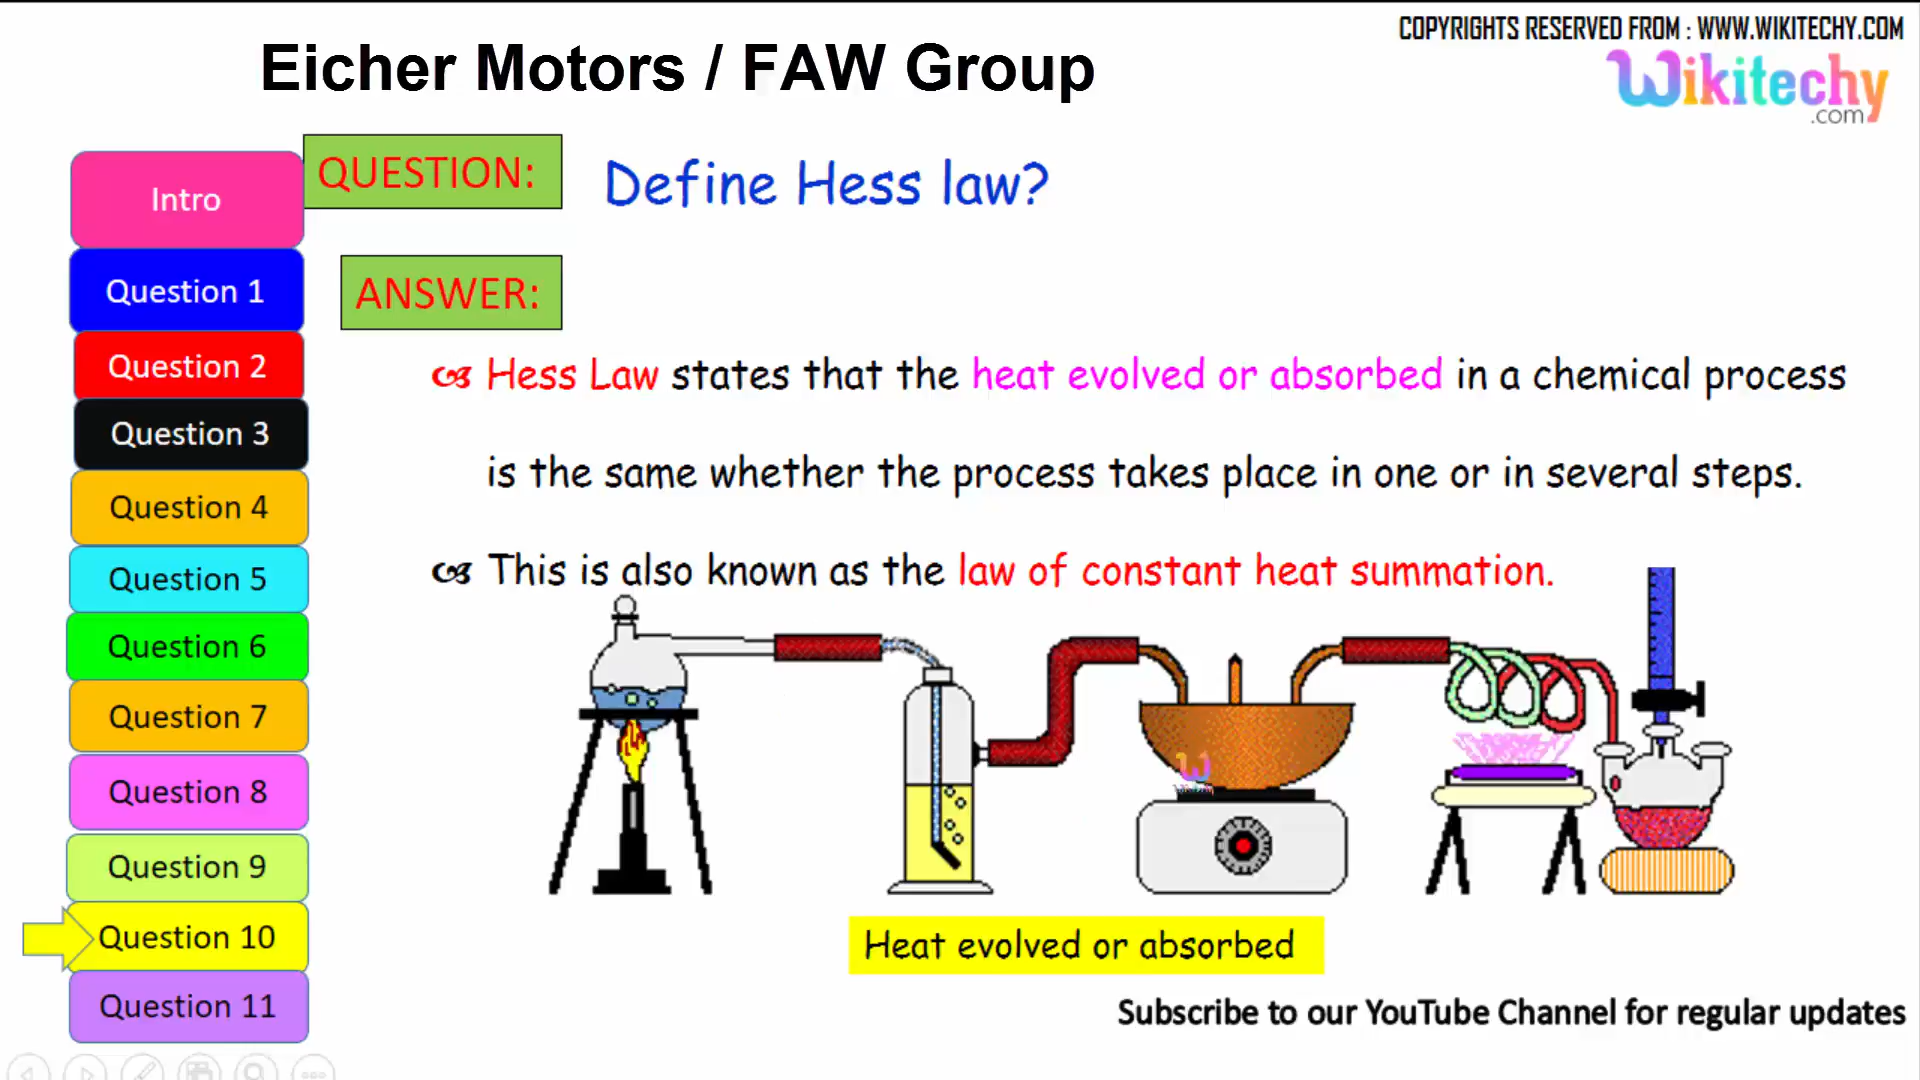 COPYRIGHTS RESERVED FROM : WWW.WIKITECHY.COM
Eicher Motors / FAW Group
Wikitechy
.com
QUESTION:
Define Hess law?
Intro
ANSWER:
Question 1
Question 2
Question 3
Question 4
Question 5
Question 6
Question 7
Question 8
Question 9
Question 10
Question 11
Hess Law states that the heat evolved or absorbed in a chemical process
is the same whether the process takes place in one or in several steps.
This is also known as the law of constant heat summation.
Heat evolved or absorbed
Subscribe to our YouTube Channel for regular updates